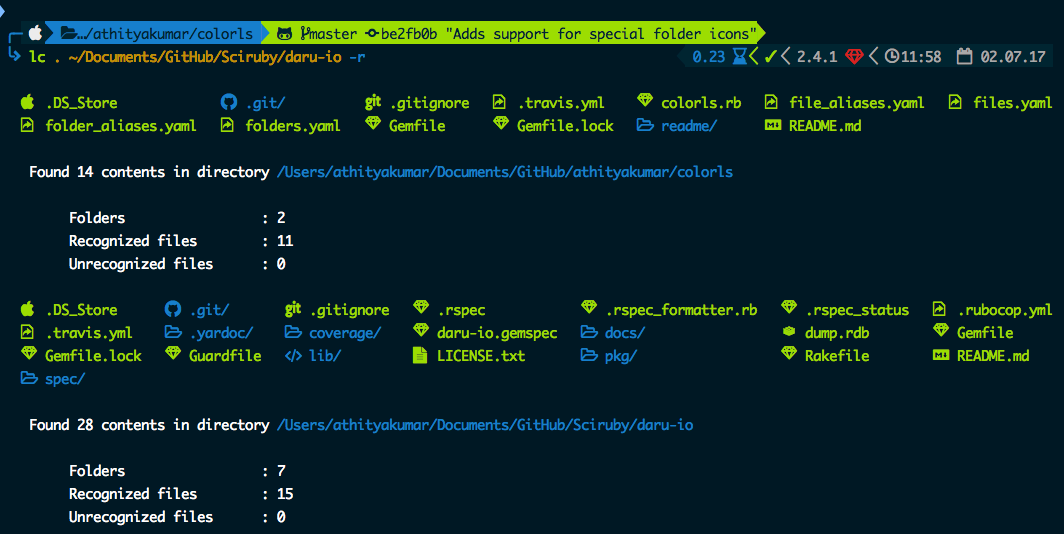 …/athityakumar/colorls master be2fb0b "Adds support for special folder icons"
lc . ~/Documents/GitHub/Sciruby/daru-io -r 0.23 ✓ 2.4.1 11:58 02.07.17
.DS_Store .git/ .gitignore .travis.yml colorls.rb file_aliases.yaml files.yaml
folder_aliases.yaml folders.yaml Gemfile Gemfile.lock readme/ README.md
Found 14 contents in directory /Users/athityakumar/Documents/GitHub/athityakumar/colorls
Folders : 2
Recognized files : 11
Unrecognized files : 0
.DS_Store .git/ git .gitignore .rspec .rspec_formatter.rb .rspec_status .rubocop.yml
.travis.yml .yardoc/ coverage/ daru-io.gemspec docs/ dump.rdb Gemfile
Gemfile.lock Guardfile lib/ LICENSE.txt pkg/ Rakefile README.md
spec/
Found 28 contents in directory /Users/athityakumar/Documents/GitHub/Sciruby/daru-io
Folders : 7
Recognized files : 15
Unrecognized files : 0